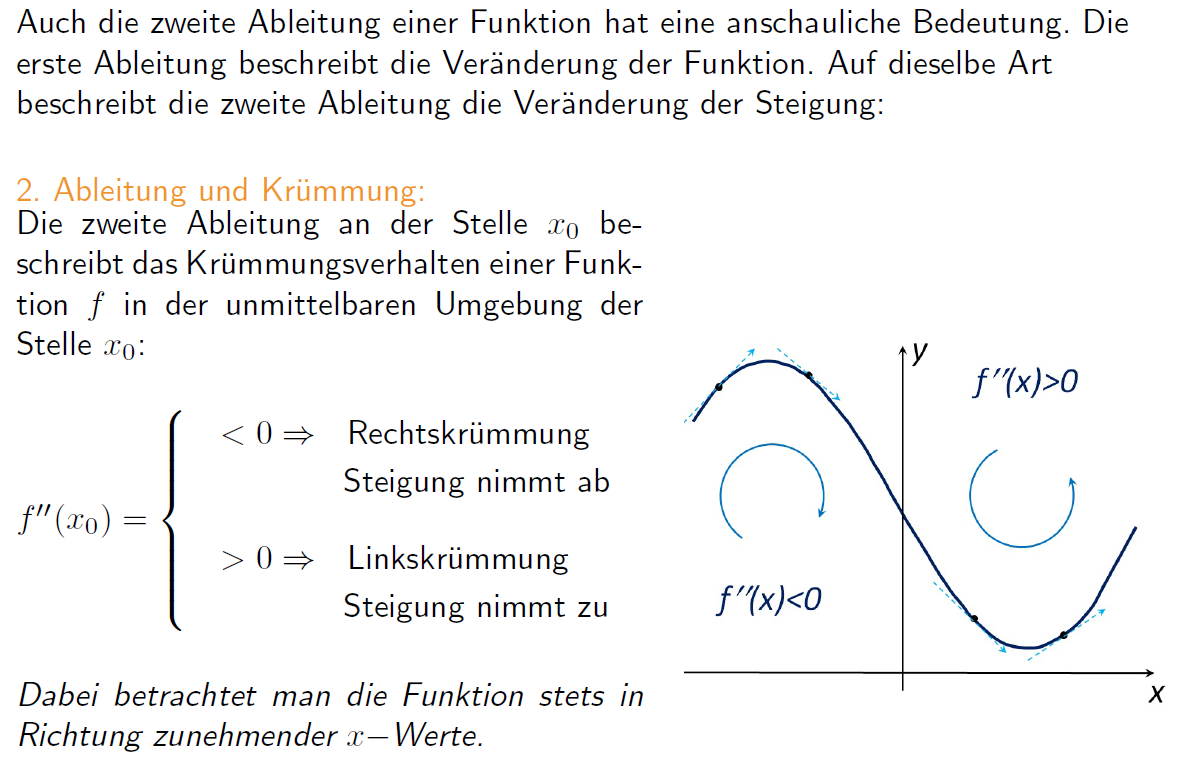 Auch die zweite Ableitung einer Funktion hat eine anschauliche Bedeutung. Die
erste Ableitung beschreibt die Veränderung der Funktion. Auf dieselbe Art
beschreibt die zweite Ableitung die Veränderung der Steigung:
2. Ableitung und Krümmung:
Die zweite Ableitung an der Stelle x₀ be-
schreibt das Krümmungsverhalten einer Funk-
tion f in der unmittelbaren Umgebung der
Stelle x₀:
f''(x₀) =
< 0 ⇒ Rechtskrümmung
Steigung nimmt ab
> 0 ⇒ Linkskrümmung
Steigung nimmt zu
Dabei betrachtet man die Funktion stets in
Richtung zunehmender x−Werte.
y
f''(x)>0
f''(x)<0
x